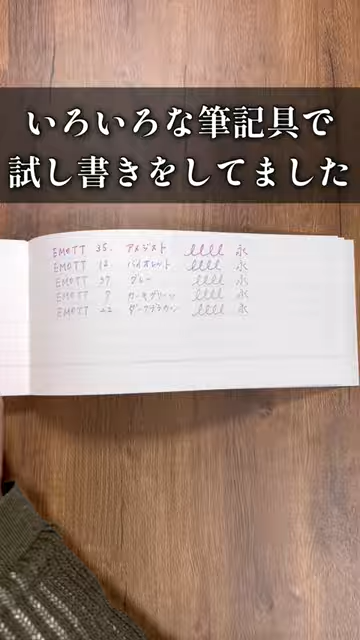 いろいろな筆記具で
試し書きをしてました
EMOTT 35. アメジスト llll 永
EMOTT 12. バイオレット llll 永
EMOTT 37 グレー llll 永
EMOTT 9 カーキグリーン llll 永
EMOTT 22 ダークブラウン llll 永